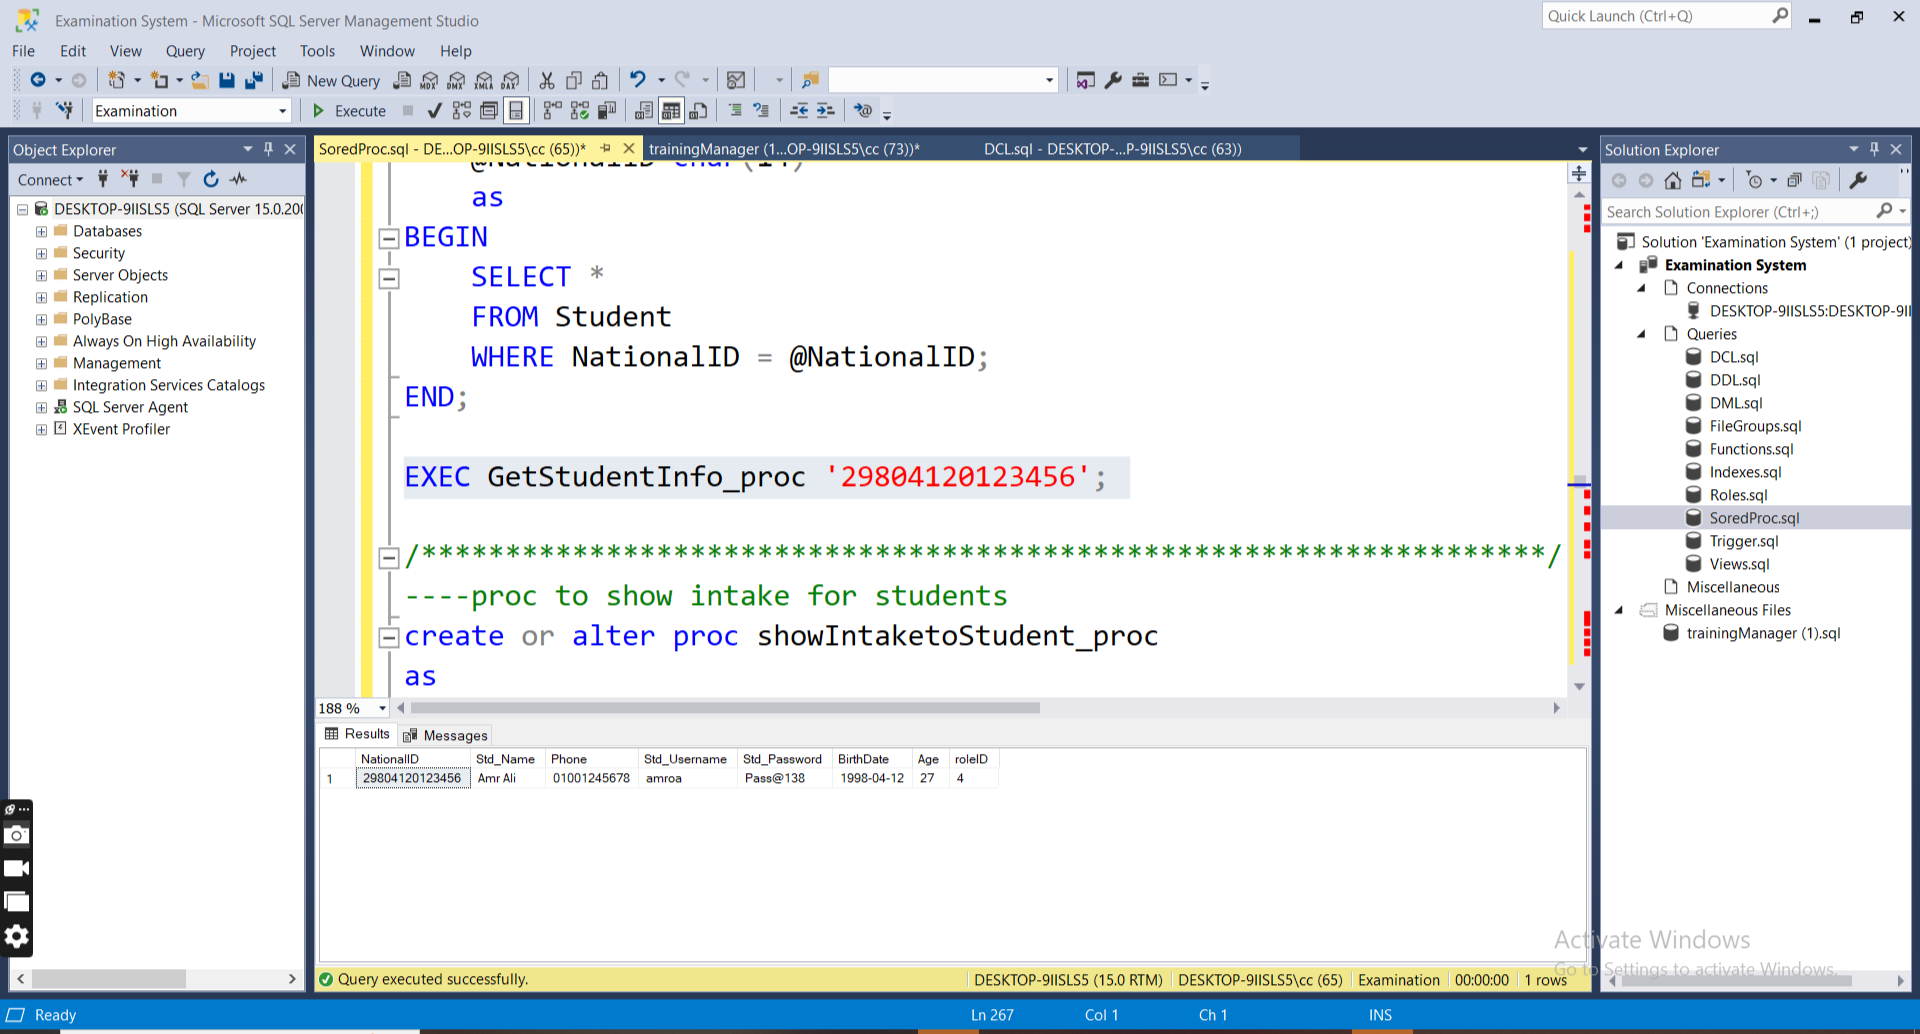 Examination System - Microsoft SQL Server Management Studio
Quick Launch (Ctrl+Q)
File Edit View Query Project Tools Window Help
New Query MDX DMX XMLA DAX
Examination Execute
Object Explorer
Connect
DESKTOP-9IISLS5 (SQL Server 15.0.200
Databases
Security
Server Objects
Replication
PolyBase
Always On High Availability
Management
Integration Services Catalogs
SQL Server Agent
XEvent Profiler
SoredProc.sql - DE...OP-9IISLS5\cc (65))* trainingManager (1...OP-9IISLS5\cc (73))* DCL.sql - DESKTOP-...P-9IISLS5\cc (63))
@NationalID char(14)
as
BEGIN
SELECT *
FROM Student
WHERE NationalID = @NationalID;
END;
EXEC GetStudentInfo_proc '29804120123456';
/*******************************************************************/
----proc to show intake for students
create or alter proc showIntaketoStudent_proc
as
188 %
Results Messages
NationalID Std_Name Phone Std_Username Std_Password BirthDate Age roleID
1 29804120123456 Amr Ali 01001245678 amroa Pass@138 1998-04-12 27 4
Query executed successfully. DESKTOP-9IISLS5 (15.0 RTM) DESKTOP-9IISLS5\cc (65) Examination 00:00:00 1 rows
Solution Explorer
Search Solution Explorer (Ctrl+;)
Solution 'Examination System' (1 project)
Examination System
Connections
DESKTOP-9IISLS5:DESKTOP-9II
Queries
DCL.sql
DDL.sql
DML.sql
FileGroups.sql
Functions.sql
Indexes.sql
Roles.sql
SoredProc.sql
Trigger.sql
Views.sql
Miscellaneous
Miscellaneous Files
trainingManager (1).sql
Activate Windows
Go to Settings to activate Windows.
Ready Ln 267 Col 1 Ch 1 INS